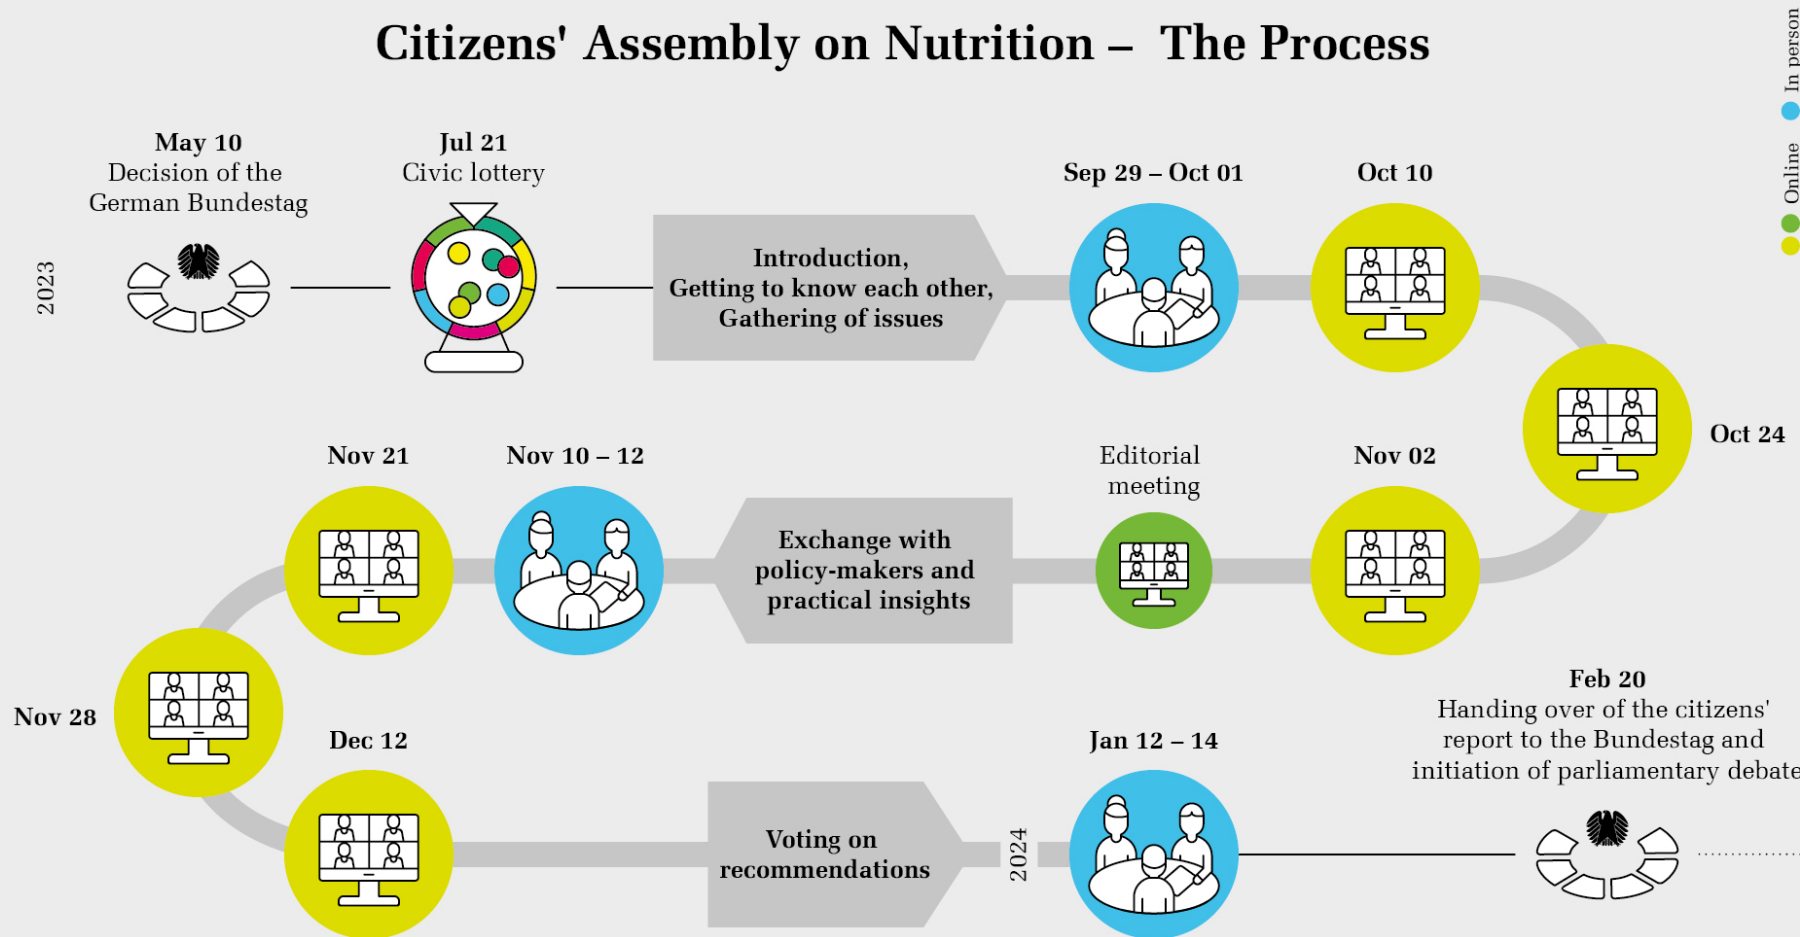 Citizens' Assembly on Nutrition – The Process
In person
Online
2023
May 10
Decision of the
German Bundestag
Jul 21
Civic lottery
Introduction,
Getting to know each other,
Gathering of issues
Sep 29 – Oct 01
Oct 10
Oct 24
Nov 02
Editorial
meeting
Exchange with
policy-makers and
practical insights
Nov 10 – 12
Nov 21
Nov 28
Dec 12
Voting on
recommendations
2024
Jan 12 – 14
Feb 20
Handing over of the citizens'
report to the Bundestag and
initiation of parliamentary debate